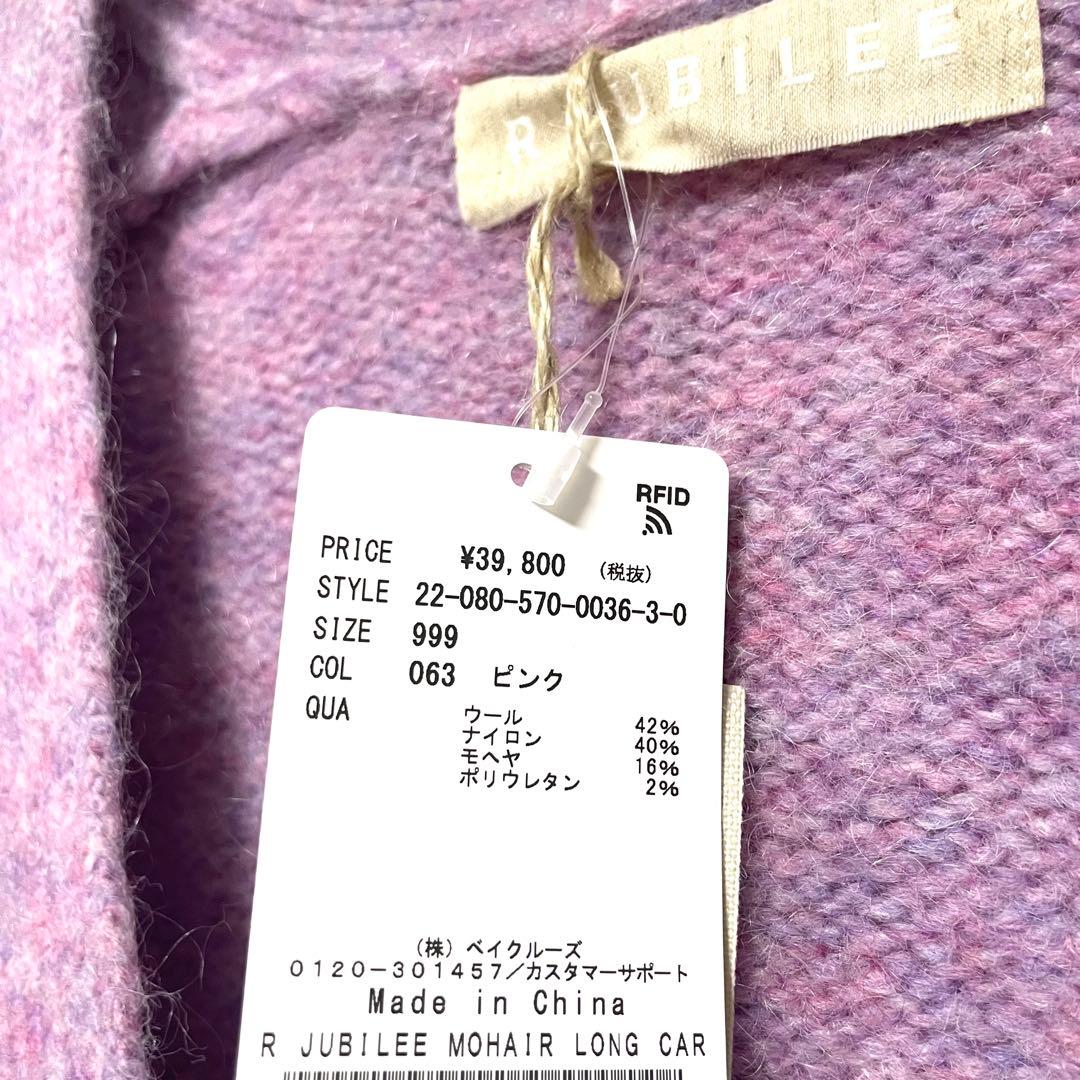 R JUBILEE
RFID
PRICE ¥39,800 (税抜)
STYLE 22-080-570-0036-3-0
SIZE 999
COL 063 ピンク
QUA ウール 42%
ナイロン 40%
モヘヤ 16%
ポリウレタン 2%
(株)ベイクルーズ
0120-301457/カスタマーサポート
Made in China
R JUBILEE MOHAIR LONG CAR